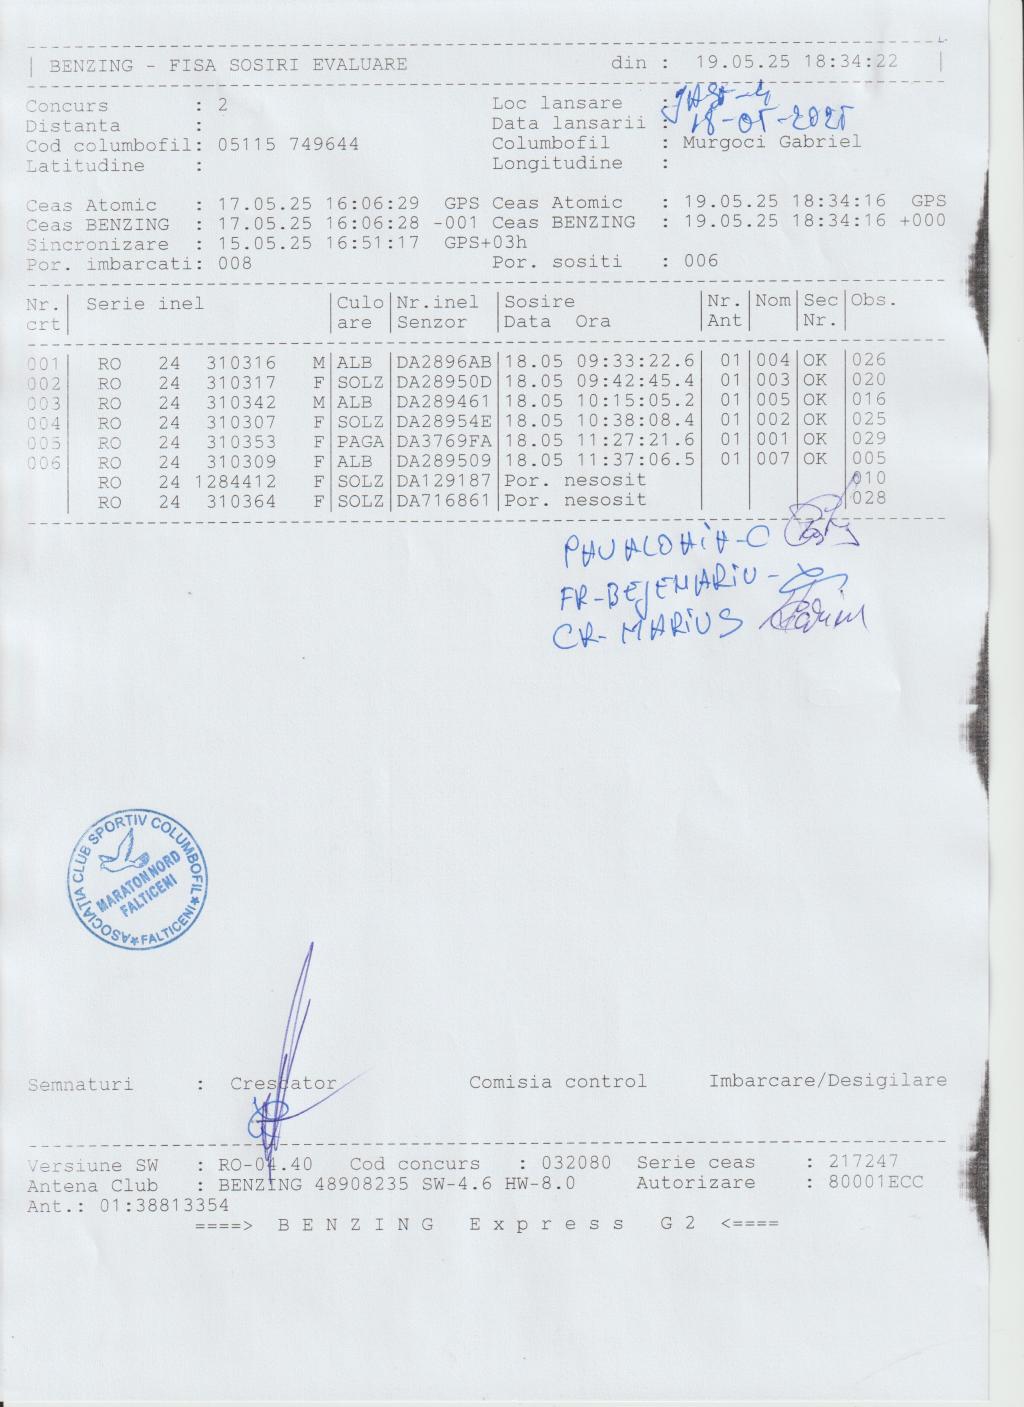 | BENZING - FISA SOSIRI EVALUARE din : 19.05.25 18:34:22 |
Concurs : 2 Loc lansare :
Distanta : Data lansarii : 18-05-2025
Cod columbofil: 05115 749644 Columbofil : Murgoci Gabriel
Latitudine : Longitudine :
Ceas Atomic : 17.05.25 16:06:29 GPS Ceas Atomic : 19.05.25 18:34:16 GPS
Ceas BENZING : 17.05.25 16:06:28 -001 Ceas BENZING : 19.05.25 18:34:16 +000
Sincronizare : 15.05.25 16:51:17 GPS+03h
Por. imbarcati: 008 Por. sositi : 006
Nr.| Serie inel |Culo|Nr.inel |Sosire |Nr.|Nom|Sec|Obs.
crt| |are |Senzor |Data Ora |Ant| |Nr.|
001| RO 24 310316 M|ALB |DA2896AB|18.05 09:33:22.6| 01|004|OK |026
002| RO 24 310317 F|SOLZ|DA28950D|18.05 09:42:45.4| 01|003|OK |020
003| RO 24 310342 M|ALB |DA289461|18.05 10:15:05.2| 01|005|OK |016
004| RO 24 310307 F|SOLZ|DA28954E|18.05 10:38:08.4| 01|002|OK |025
005| RO 24 310353 F|PAGA|DA3769FA|18.05 11:27:21.6| 01|001|OK |029
006| RO 24 310309 F|ALB |DA289509|18.05 11:37:06.5| 01|007|OK |005
| RO 24 1284412 F|SOLZ|DA129187|Por. nesosit | | | |010
| RO 24 310364 F|SOLZ|DA716861|Por. nesosit | | | |028
FR-BEJENARIU -
CR- MARIUS
ASOCIAȚIA CLUB SPORTIV COLUMBOFIL
MARATON NORD
FALTICENI
*FALTICENI*
Semnaturi : Crescator Comisia control Imbarcare/Desigilare
Versiune SW : RO-04.40 Cod concurs : 032080 Serie ceas : 217247
Antena Club : BENZING 48908235 SW-4.6 HW-8.0 Autorizare : 80001ECC
Ant.: 01:38813354
====> B E N Z I N G E x p r e s s G 2 <====